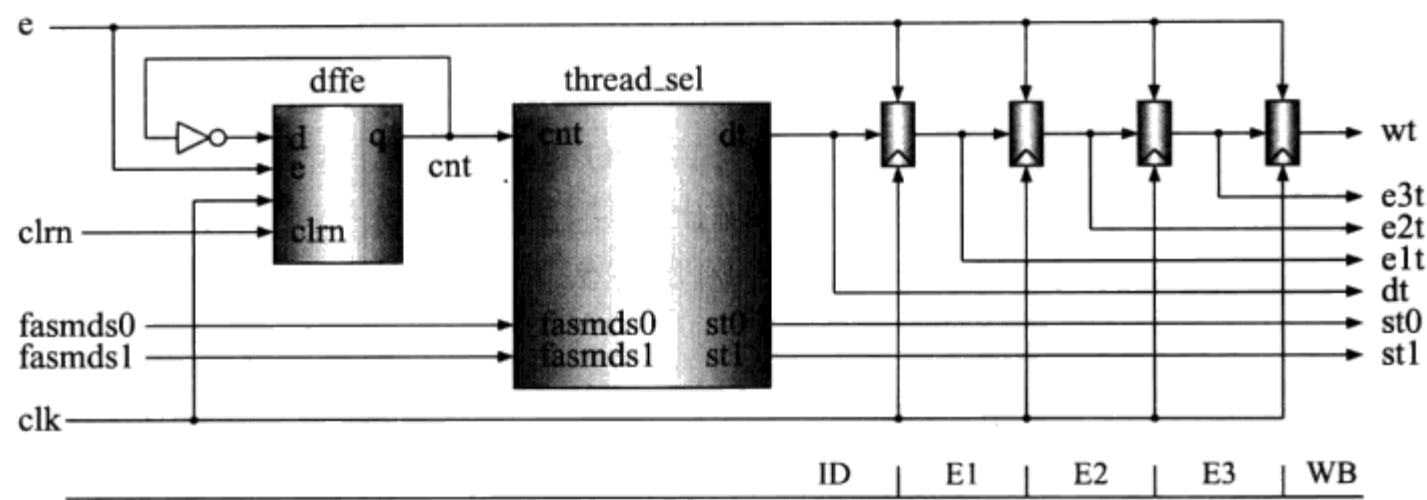 e
dffe
thread_sel
d q
cnt dt
wt
e
cnt
e3t
clrn
clrn
e2t
e1t
dt
fasmds0
fasmds0 st0
st0
fasmds1
fasmds1 st1
st1
clk
ID E1 E2 E3 WB